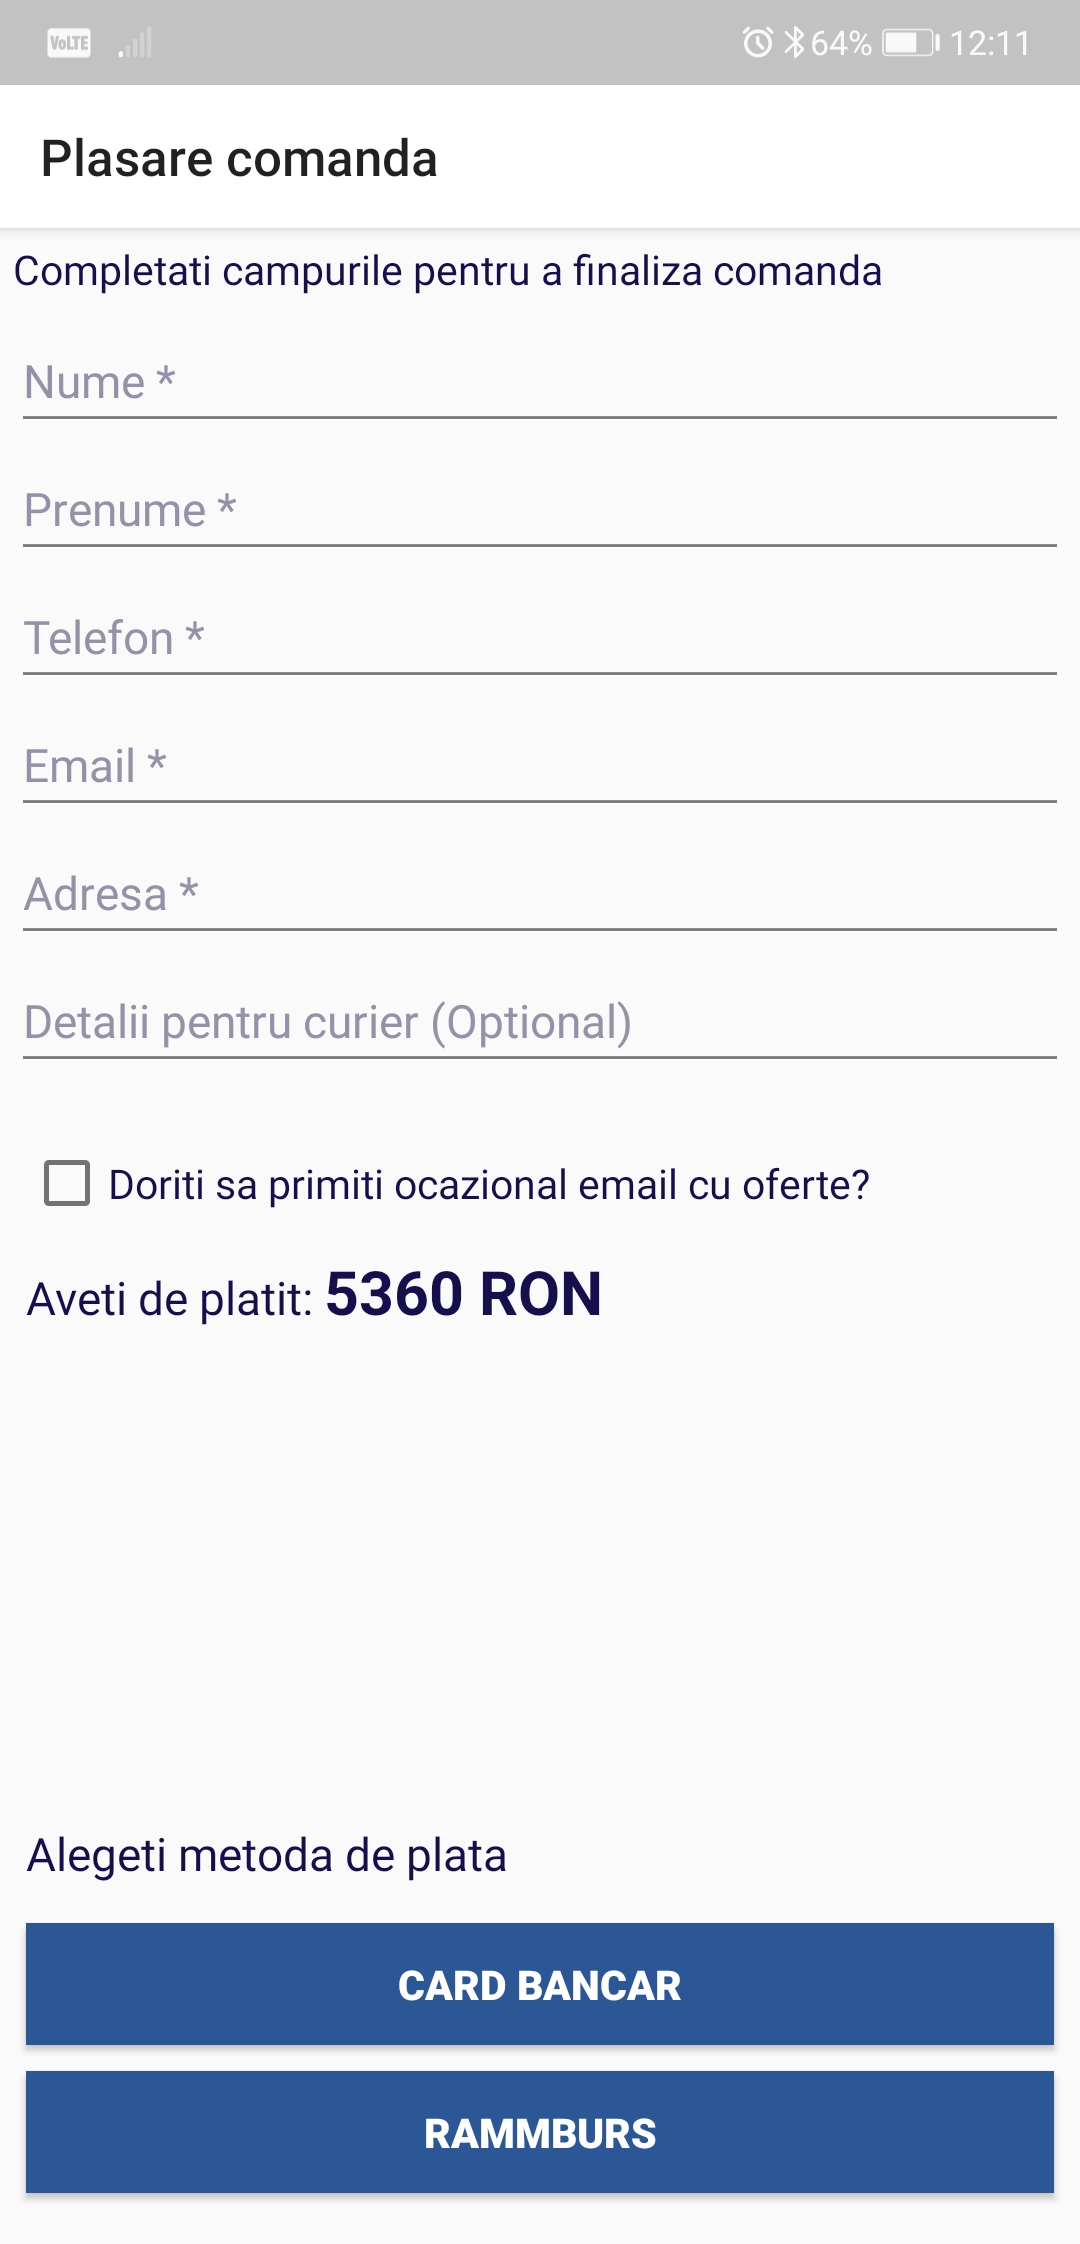 VoLTE 64% 12:11
Plasare comanda
Completati campurile pentru a finaliza comanda
Nume *
Prenume *
Telefon *
Email *
Adresa *
Detalii pentru curier (Optional)
Doriti sa primiti ocazional email cu oferte?
Aveti de platit: 5360 RON
Alegeti metoda de plata
CARD BANCAR
RAMMBURS